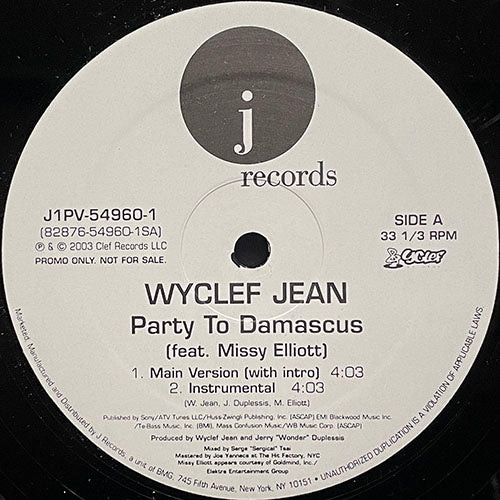 j
records
J1PV-54960-1
(82876-54960-1SA)
℗ & © 2003 Clef Records LLC
PROMO ONLY. NOT FOR SALE.
SIDE A
33 1/3 RPM
WYCLEF JEAN
Party To Damascus
(feat. Missy Elliott)
1. Main Version (with intro) 4:03
2. Instrumental 4:03
(W. Jean, J. Duplessis, M. Elliott)
Published by Sony/ATV Tunes LLC/Huss-Zwingli Publishing, Inc. (ASCAP) EMI Blackwood Music Inc.
/Te-Bass Music, Inc. (BMI), Mass Confusion Music/WB Music Corp. (ASCAP)
Produced by Wyclef Jean and Jerry "Wonder" Duplessis
Mixed by Serge "Sergical" Tsai
Mastered by Joe Yannece at The Hit Factory, NYC
Missy Elliott appears courtesy of Goldmind, Inc./
Elektra Entertainment Group
Marketed, Manufactured and Distributed by J Records, a unit of BMG, 745 Fifth Avenue, New York, NY 10151 • UNAUTHORIZED DUPLICATION IS A VIOLATION OF APPLICABLE LAWS